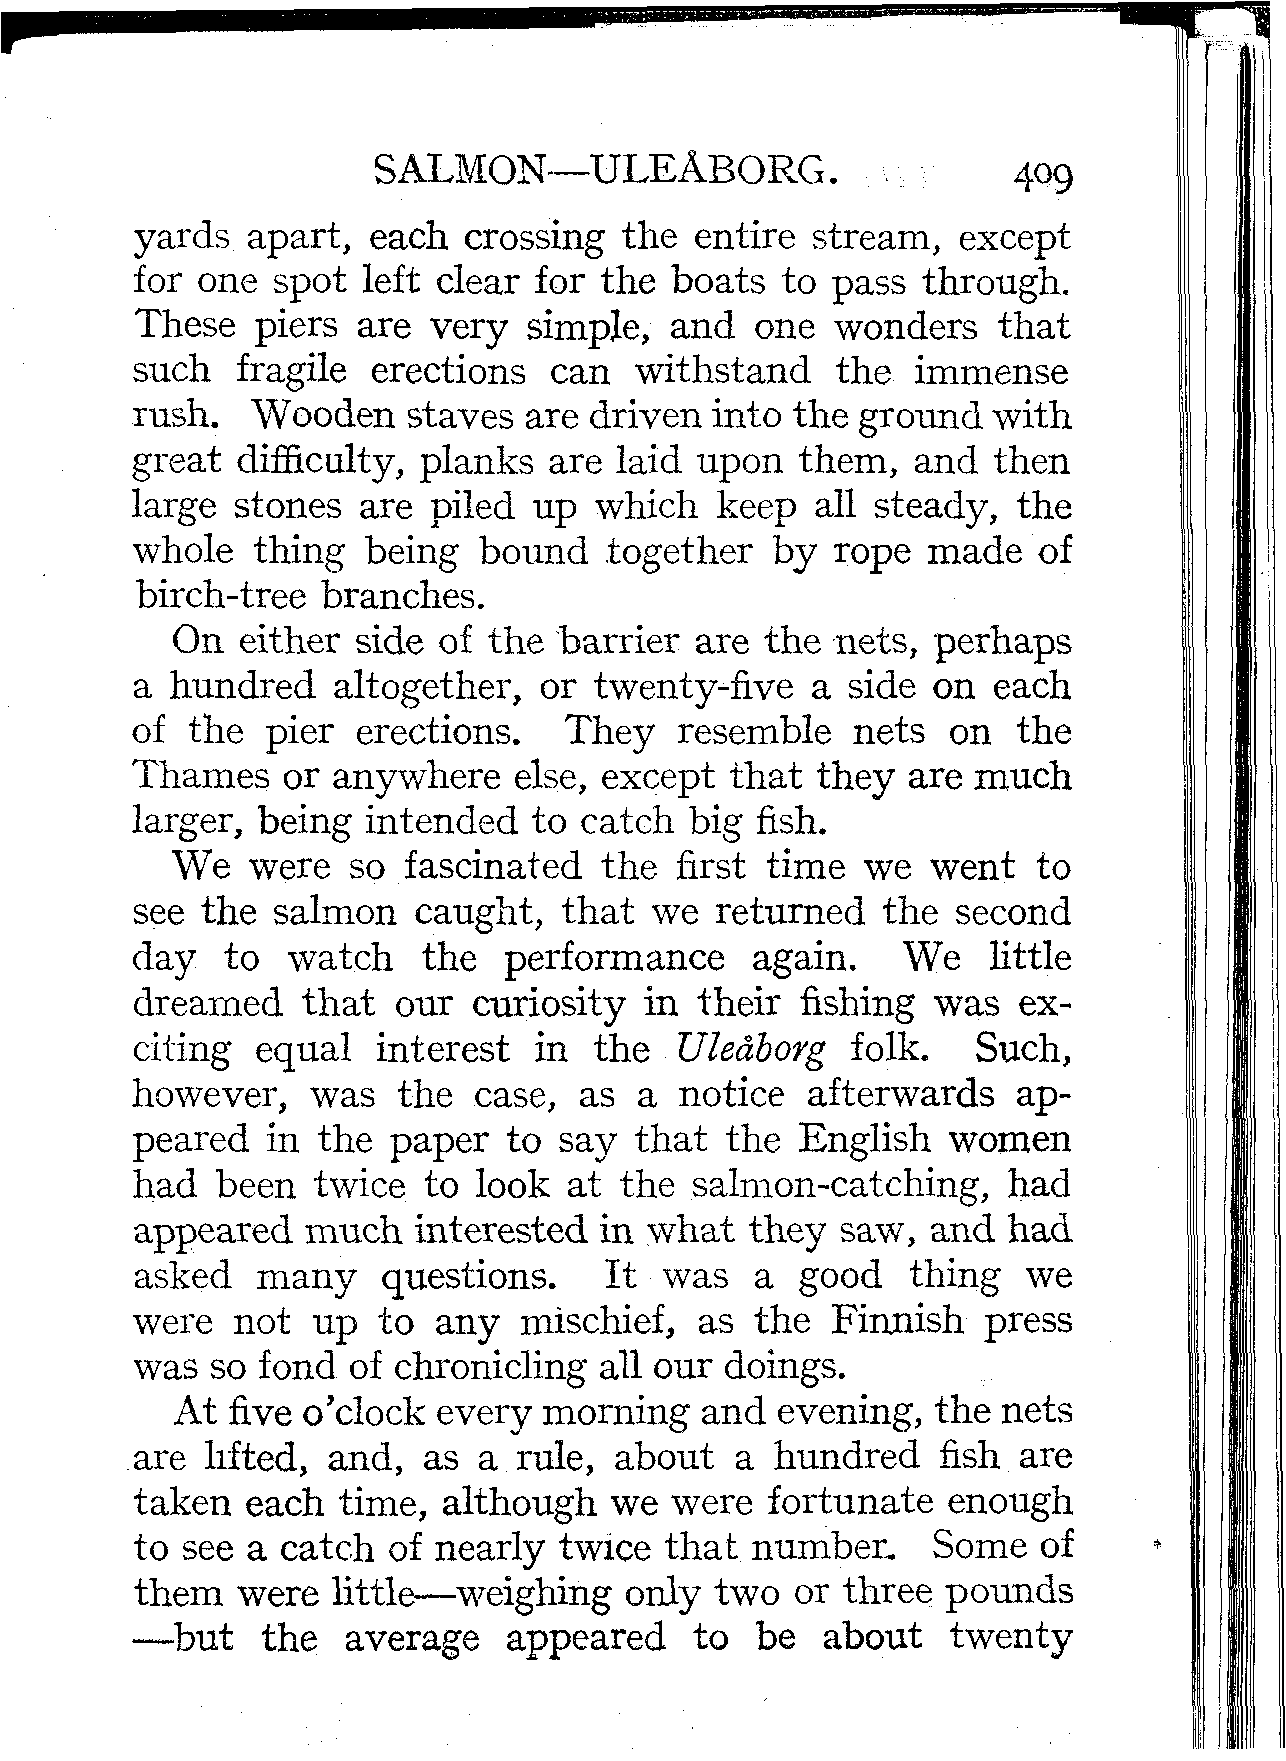 SALMON—ULEÅBORG. 409
yards apart, each crossing the entire stream, except
for one spot left clear for the boats to pass through.
These piers are very simple, and one wonders that
such fragile erections can withstand the immense
rush. Wooden staves are driven into the ground with
great difficulty, planks are laid upon them, and then
large stones are piled up which keep all steady, the
whole thing being bound together by rope made of
birch-tree branches.
On either side of the barrier are the nets, perhaps
a hundred altogether, or twenty-five a side on each
of the pier erections. They resemble nets on the
Thames or anywhere else, except that they are much
larger, being intended to catch big fish.
We were so fascinated the first time we went to
see the salmon caught, that we returned the second
day to watch the performance again. We little
dreamed that our curiosity in their fishing was ex-
citing equal interest in the Uleåborg folk. Such,
however, was the case, as a notice afterwards ap-
peared in the paper to say that the English women
had been twice to look at the salmon-catching, had
appeared much interested in what they saw, and had
asked many questions. It was a good thing we
were not up to any mischief, as the Finnish press
was so fond of chronicling all our doings.
At five o'clock every morning and evening, the nets
are lifted, and, as a rule, about a hundred fish are
taken each time, although we were fortunate enough
to see a catch of nearly twice that number. Some of
them were little—weighing only two or three pounds
—but the average appeared to be about twenty